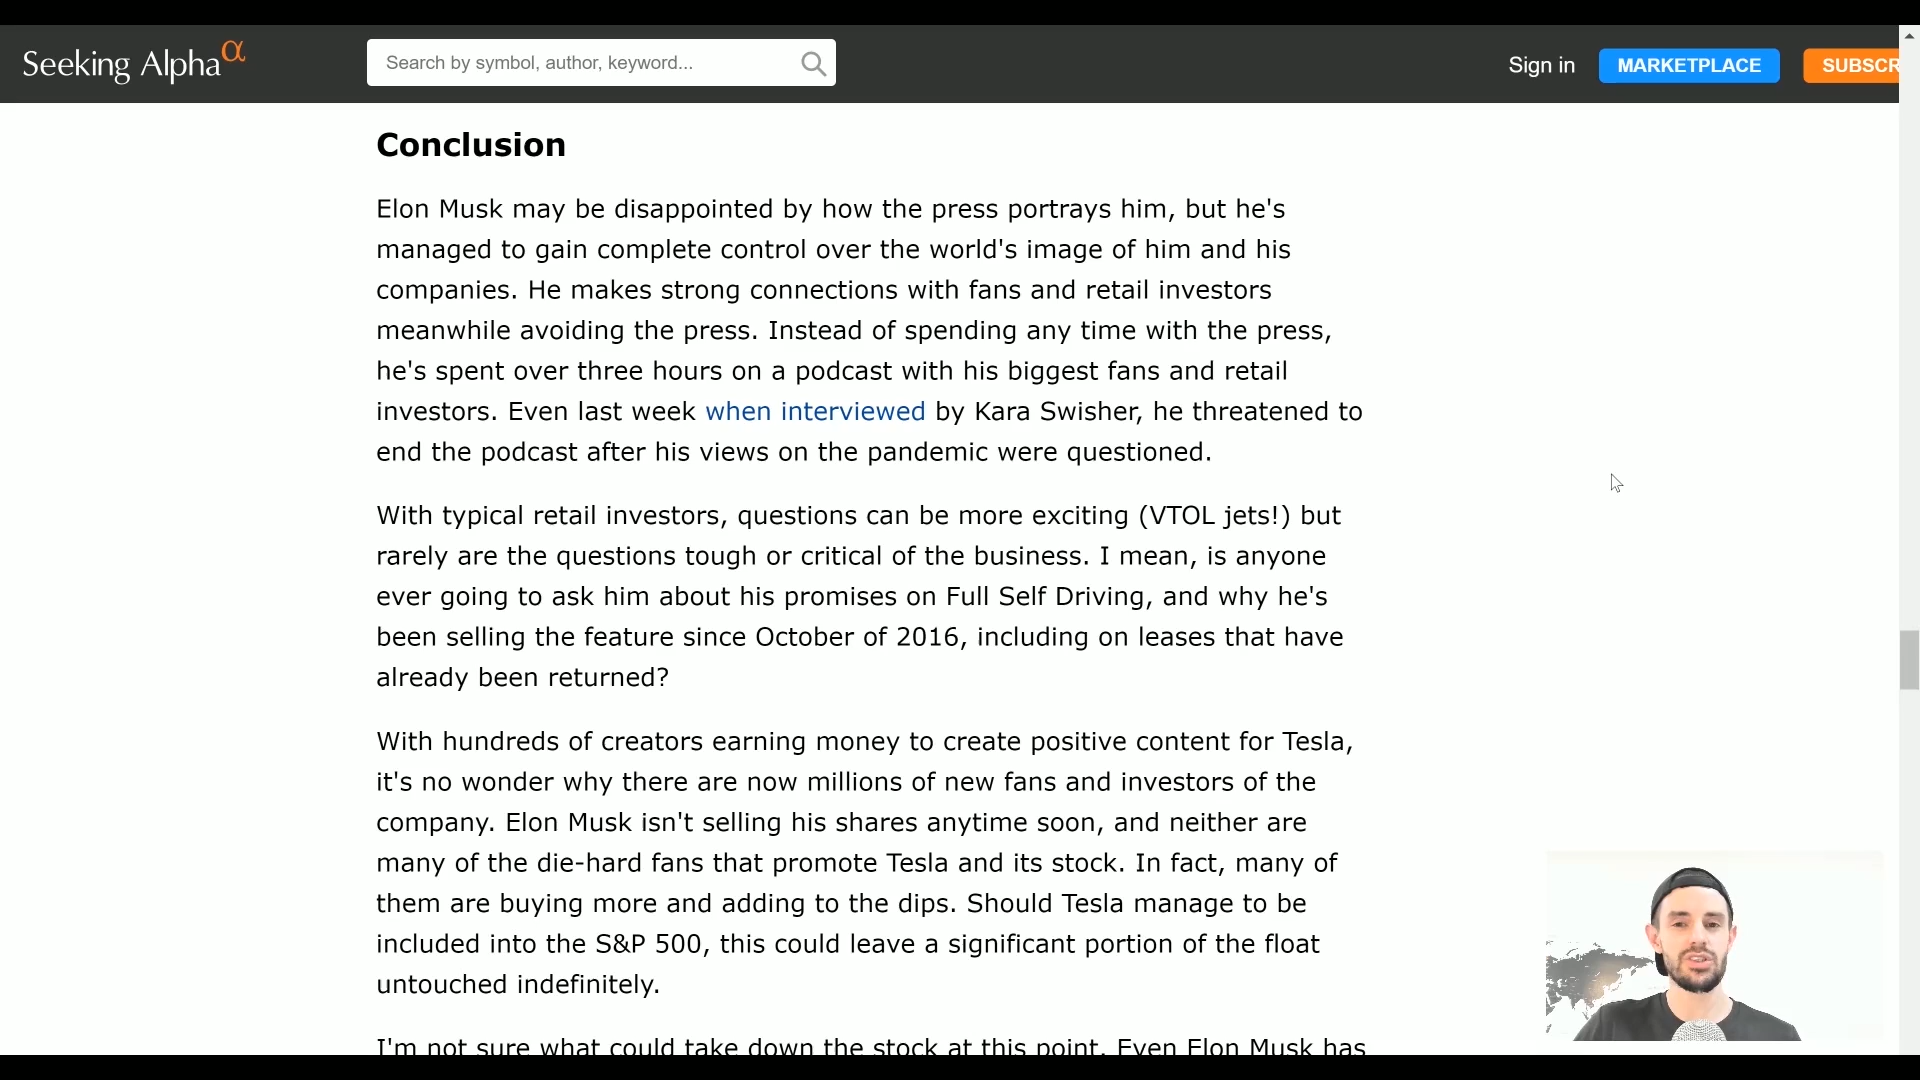 Seeking Alpha α
Search by symbol, author, keyword...
Sign in
MARKETPLACE
SUBSCR
Conclusion
Elon Musk may be disappointed by how the press portrays him, but he's
managed to gain complete control over the world's image of him and his
companies. He makes strong connections with fans and retail investors
meanwhile avoiding the press. Instead of spending any time with the press,
he's spent over three hours on a podcast with his biggest fans and retail
investors. Even last week when interviewed by Kara Swisher, he threatened to
end the podcast after his views on the pandemic were questioned.
With typical retail investors, questions can be more exciting (VTOL jets!) but
rarely are the questions tough or critical of the business. I mean, is anyone
ever going to ask him about his promises on Full Self Driving, and why he's
been selling the feature since October of 2016, including on leases that have
already been returned?
With hundreds of creators earning money to create positive content for Tesla,
it's no wonder why there are now millions of new fans and investors of the
company. Elon Musk isn't selling his shares anytime soon, and neither are
many of the die-hard fans that promote Tesla and its stock. In fact, many of
them are buying more and adding to the dips. Should Tesla manage to be
included into the S&P 500, this could leave a significant portion of the float
untouched indefinitely.
I'm not sure what could take down the stock at this point. Even Elon Musk has